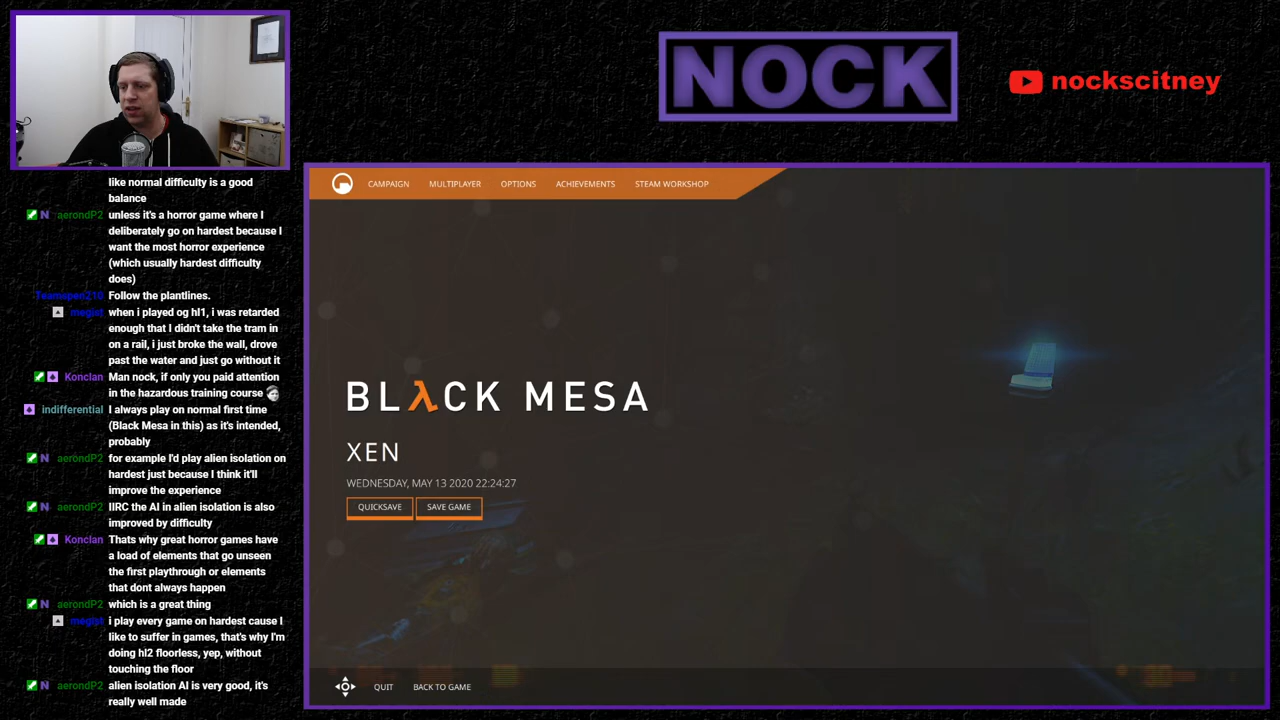 NOCK
nockscitney
like normal difficulty is a good
balance
N aerondP2 unless it's a horror game where I
deliberately go on hardest because I
want the most horror experience
(which usually hardest difficulty
does)
Teamspen210 Follow the plantlines.
when i played og hl1, i was retarded
enough that I didn't take the tram in
on a rail, i just broke the wall, drove
past the water and just go without it
Konclan Man nock, if only you paid attention
in the hazardous training course
indifferential I always play on normal first time
(Black Mesa in this) as it's intended,
probably
N aerondP2 for example I'd play alien isolation on
hardest just because I think it'll
improve the experience
N aerondP2 IIRC the AI in alien isolation is also
improved by difficulty
Konclan Thats why great horror games have
a load of elements that go unseen
the first playthrough or elements
that dont always happen
N aerondP2 which is a great thing
i play every game on hardest cause I
like to suffer in games, that's why I'm
doing hl2 floorless, yep, without
touching the floor
N aerondP2 alien isolation AI is very good, it's
really well made
CAMPAIGN MULTIPLAYER OPTIONS ACHIEVEMENTS STEAM WORKSHOP
BLλCK MESA
XEN
WEDNESDAY, MAY 13 2020 22:24:27
QUICKSAVE SAVE GAME
QUIT BACK TO GAME